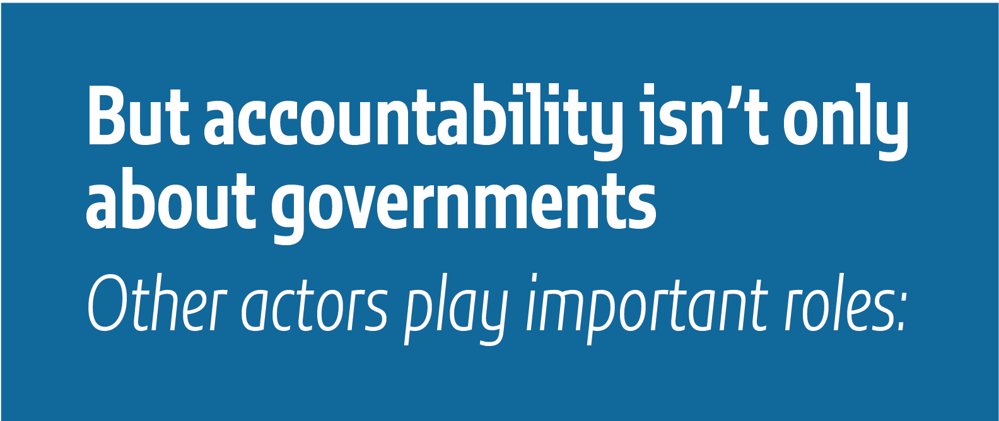 But accountability isn’t only
about governments
Other actors play important roles: